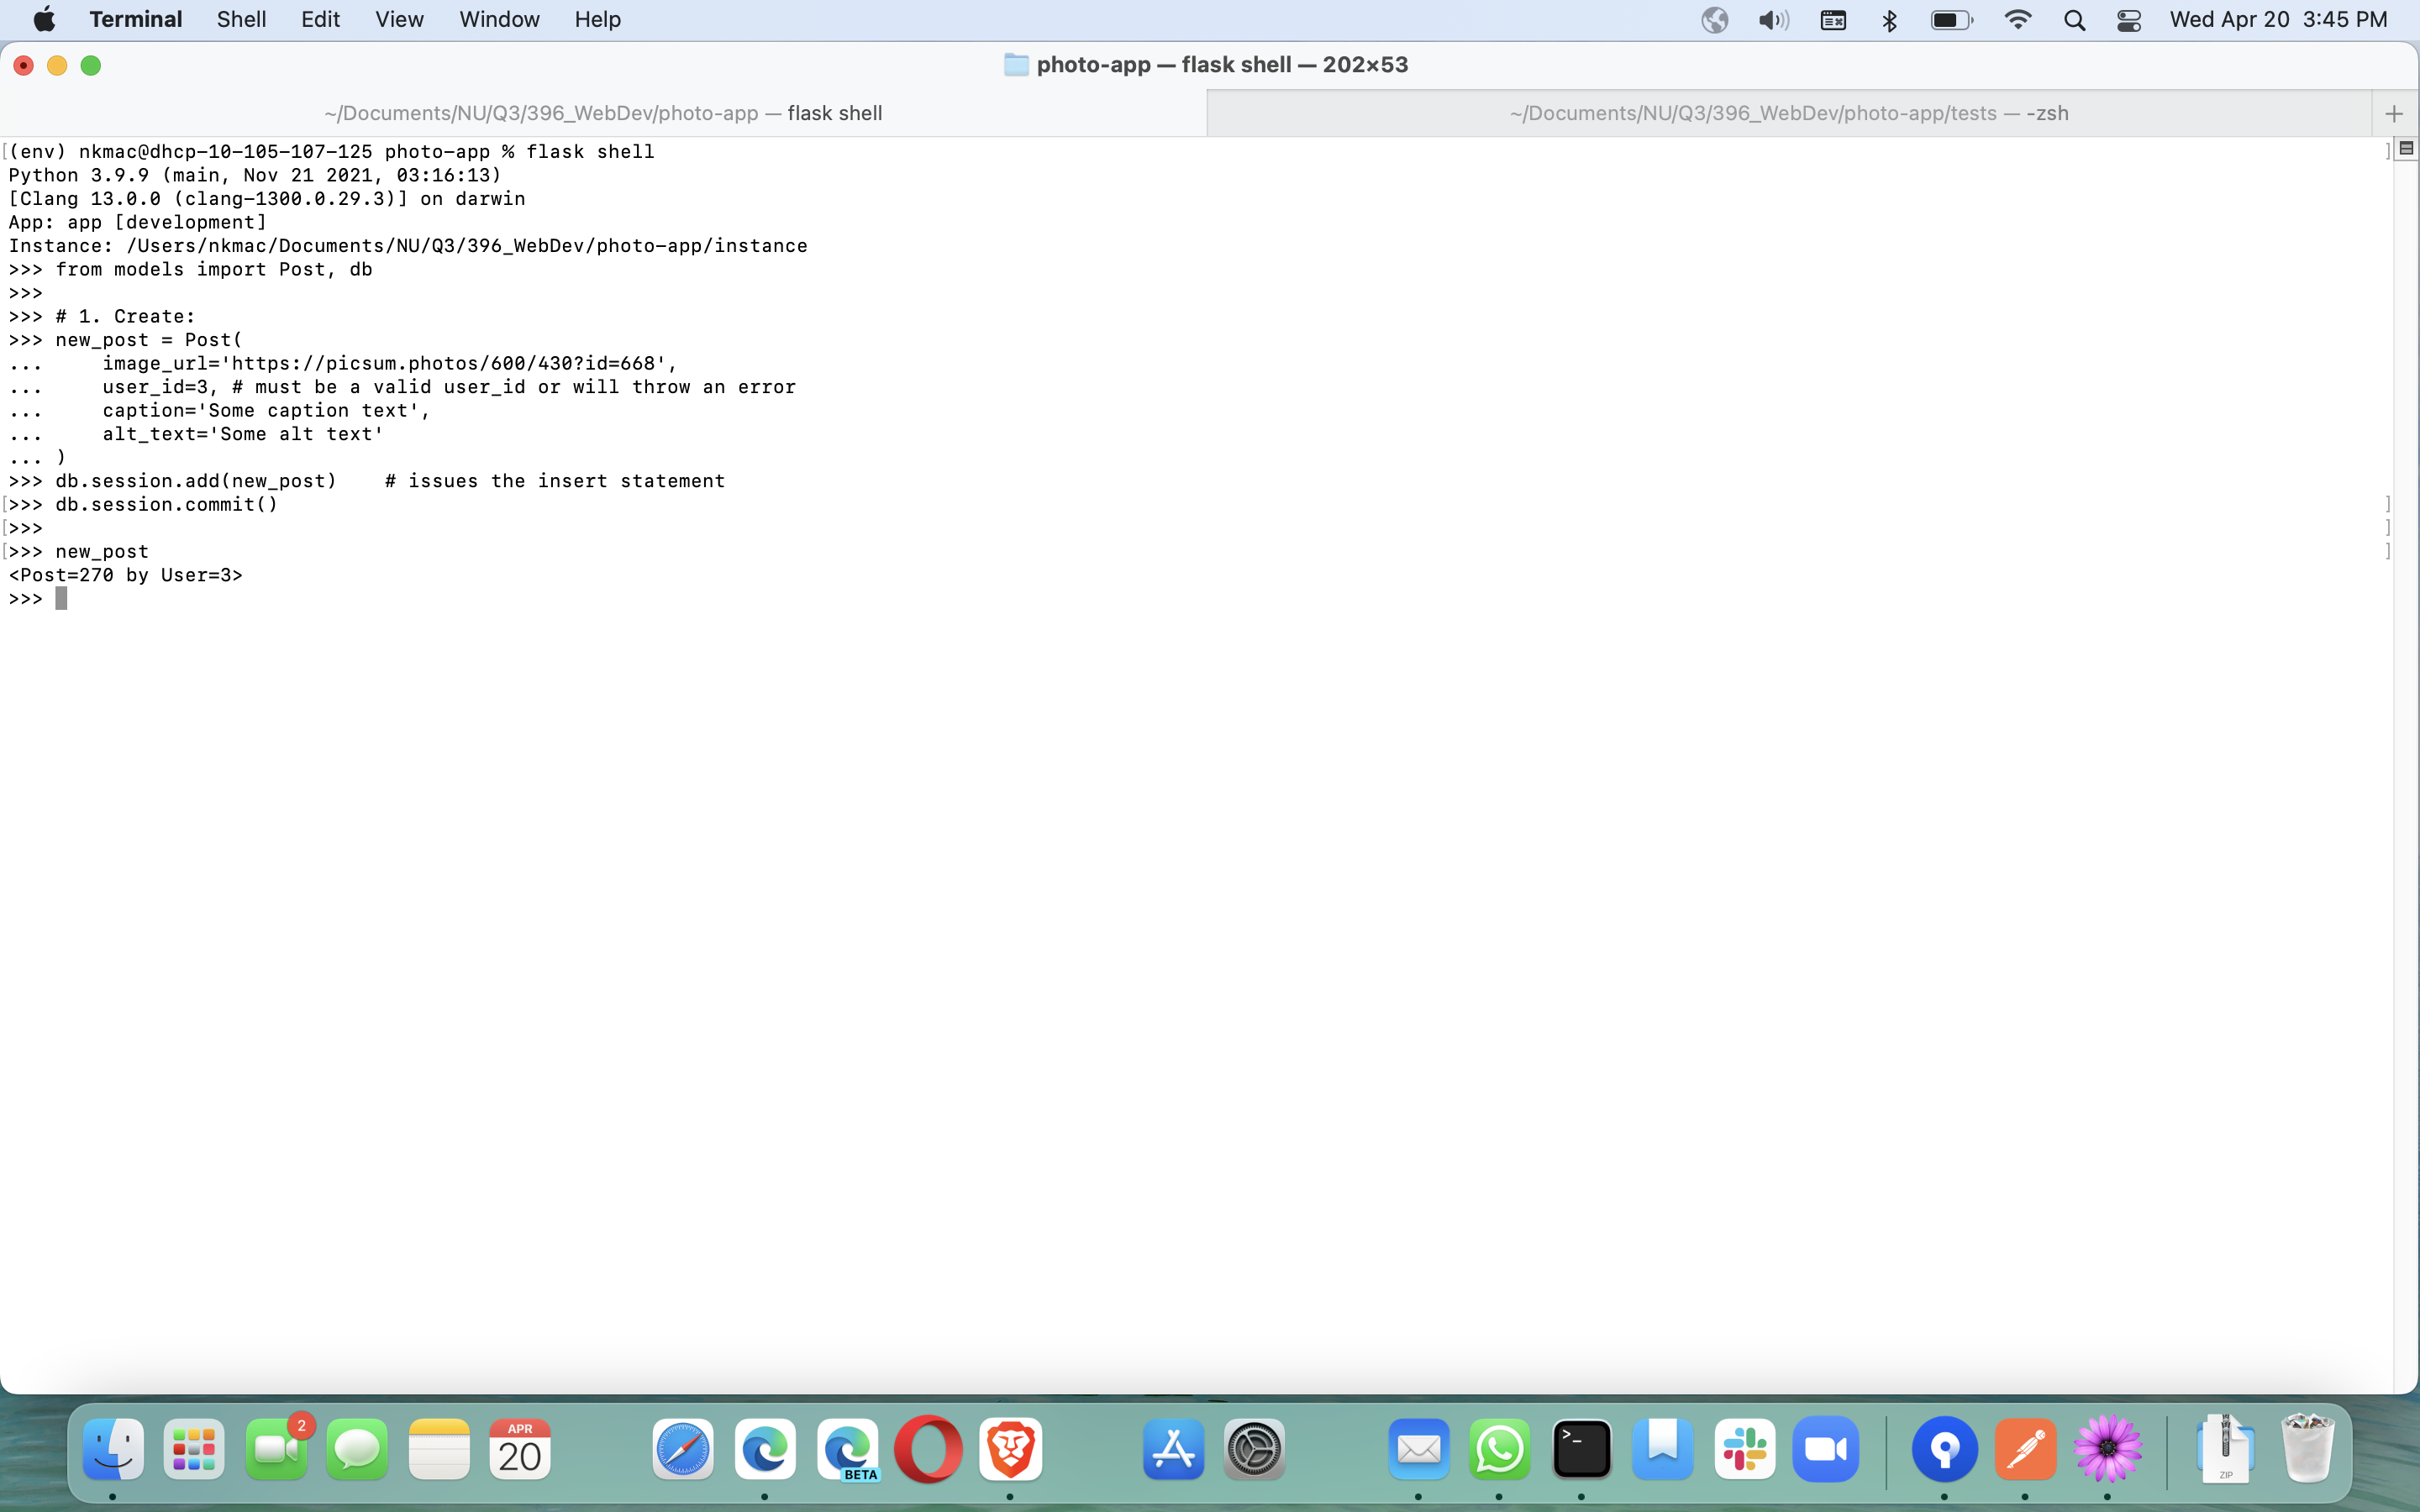 Terminal Shell Edit View Window Help Wed Apr 20 3:45 PM
photo-app — flask shell — 202×53
~/Documents/NU/Q3/396_WebDev/photo-app — flask shell ~/Documents/NU/Q3/396_WebDev/photo-app/tests — -zsh
[(env) nkmac@dhcp-10-105-107-125 photo-app % flask shell ]
Python 3.9.9 (main, Nov 21 2021, 03:16:13)
[Clang 13.0.0 (clang-1300.0.29.3)] on darwin
App: app [development]
Instance: /Users/nkmac/Documents/NU/Q3/396_WebDev/photo-app/instance
>>> from models import Post, db
>>>
>>> # 1. Create:
>>> new_post = Post(
...     image_url='https://picsum.photos/600/430?id=668',
...     user_id=3, # must be a valid user_id or will throw an error
...     caption='Some caption text',
...     alt_text='Some alt text'
... )
>>> db.session.add(new_post)    # issues the insert statement
[>>> db.session.commit() ]
[>>> ]
[>>> new_post ]
<Post=270 by User=3>
>>>
2
APR
20
BETA
>_
ZIP